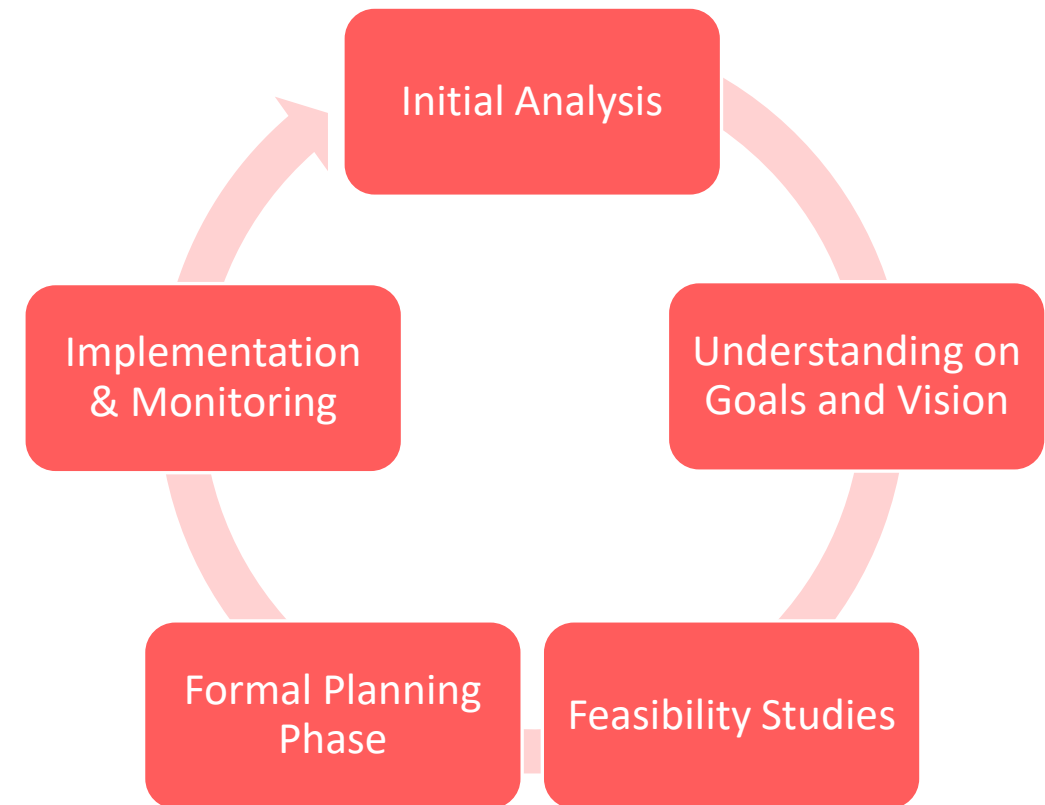 Initial Analysis
Understanding on
Goals and Vision
Feasibility Studies
Formal Planning
Phase
Implementation
& Monitoring